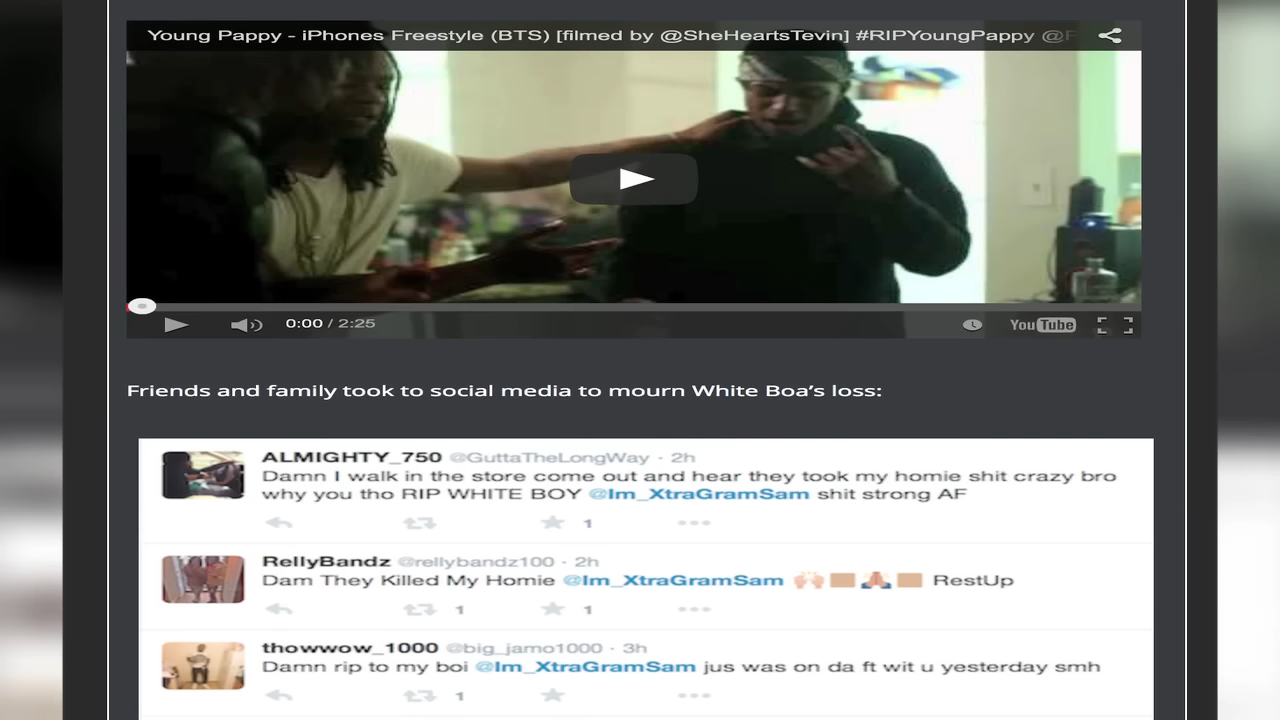 Young Pappy - iPhones Freestyle (BTS) [filmed by @SheHeartsTevin] #RIPYoungPappy
0:00 / 2:25
YouTube
Friends and family took to social media to mourn White Boa’s loss:
ALMIGHTY_750 @GuttaTheLongWay · 2h
Damn I walk in the store come out and hear they took my homie shit crazy bro
why you tho RIP WHITE BOY @Im_XtraGramSam shit strong AF
1
RellyBandz @rellybandz100 · 2h
Dam They Killed My Homie @Im_XtraGramSam RestUp
1 1
thowwow_1000 @big_jamo1000 · 3h
Damn rip to my boi @Im_XtraGramSam jus was on da ft wit u yesterday smh
1